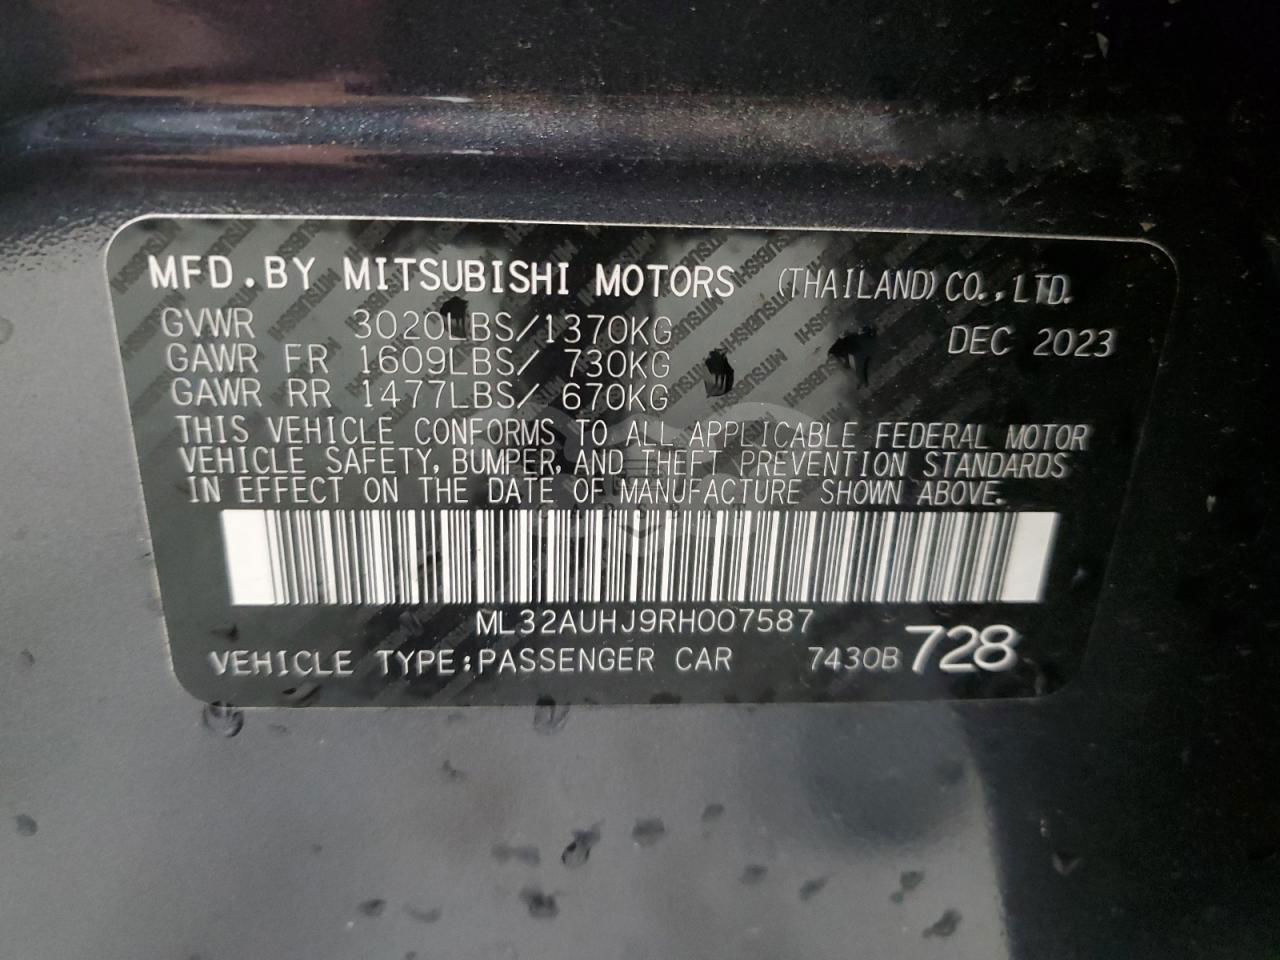 MFD.BY MITSUBISHI MOTORS (THAILAND) CO.,LTD.
GVWR 3020LBS/1370KG DEC 2023
GAWR FR 1609LBS/ 730KG
GAWR RR 1477LBS/ 670KG
THIS VEHICLE CONFORMS TO ALL APPLICABLE FEDERAL MOTOR
VEHICLE SAFETY, BUMPER, AND THEFT PREVENTION STANDARDS
IN EFFECT ON THE DATE OF MANUFACTURE SHOWN ABOVE.
ML32AUHJ9RH007587
VEHICLE TYPE:PASSENGER CAR 7430B 728